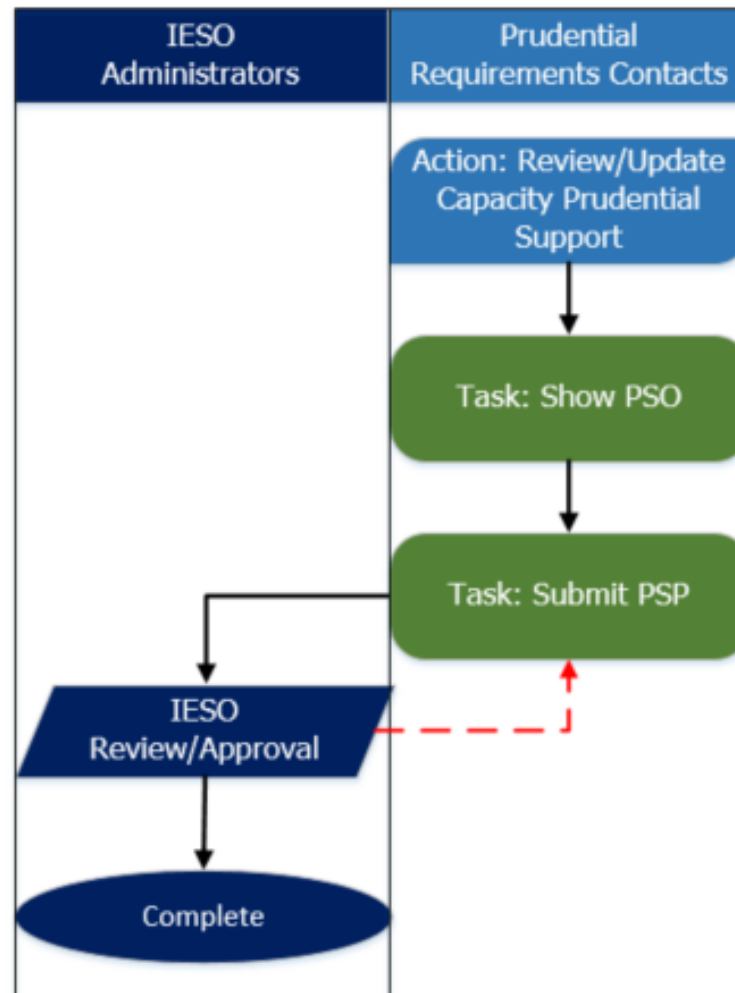 IESO
Administrators
Prudential
Requirements Contacts
Action: Review/Update
Capacity Prudential
Support
Task: Show PSO
Task: Submit PSP
IESO
Review/Approval
Complete